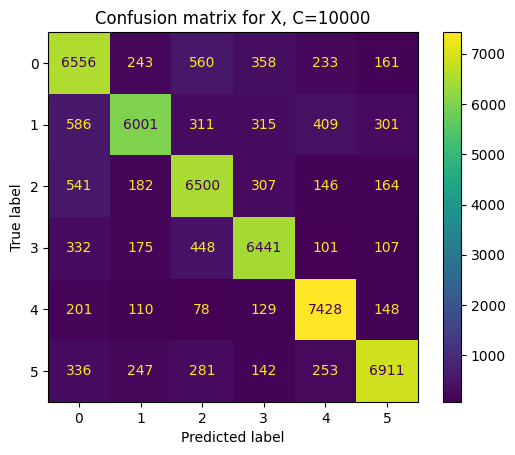 Confusion matrix for X, C=10000
0 6556 243 560 358 233 161
1 586 6001 311 315 409 301
2 541 182 6500 307 146 164
3 332 175 448 6441 101 107
4 201 110 78 129 7428 148
5 336 247 281 142 253 6911
0 1 2 3 4 5
Predicted label
True label
7000
6000
5000
4000
3000
2000
1000